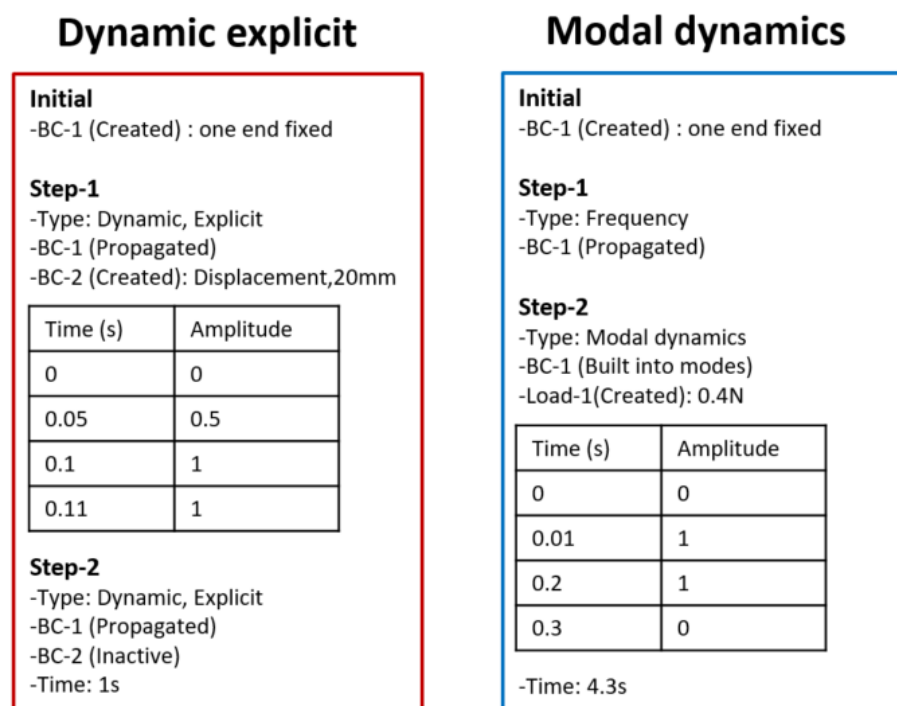 Dynamic explicit
Initial
-BC-1 (Created) : one end fixed
Step-1
-Type: Dynamic, Explicit
-BC-1 (Propagated)
-BC-2 (Created): Displacement,20mm
Time (s) Amplitude
0 0
0.05 0.5
0.1 1
0.11 1
Step-2
-Type: Dynamic, Explicit
-BC-1 (Propagated)
-BC-2 (Inactive)
-Time: 1s
Modal dynamics
Initial
-BC-1 (Created) : one end fixed
Step-1
-Type: Frequency
-BC-1 (Propagated)
Step-2
-Type: Modal dynamics
-BC-1 (Built into modes)
-Load-1(Created): 0.4N
Time (s) Amplitude
0 0
0.01 1
0.2 1
0.3 0
-Time: 4.3s